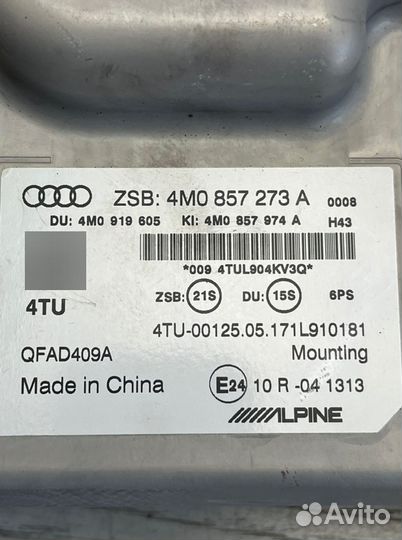 ZSB: 4M0 857 273 A 0008
DU: 4M0 919 605 KI: 4M0 857 974 A H43
*009 4TUL904KV3Q*
4TU ZSB: 21S DU: 15S 6PS
4TU-00125.05.171L910181
QFAD409A Mounting
Made in China E24 10 R -04 1313
ALPINE
Avito